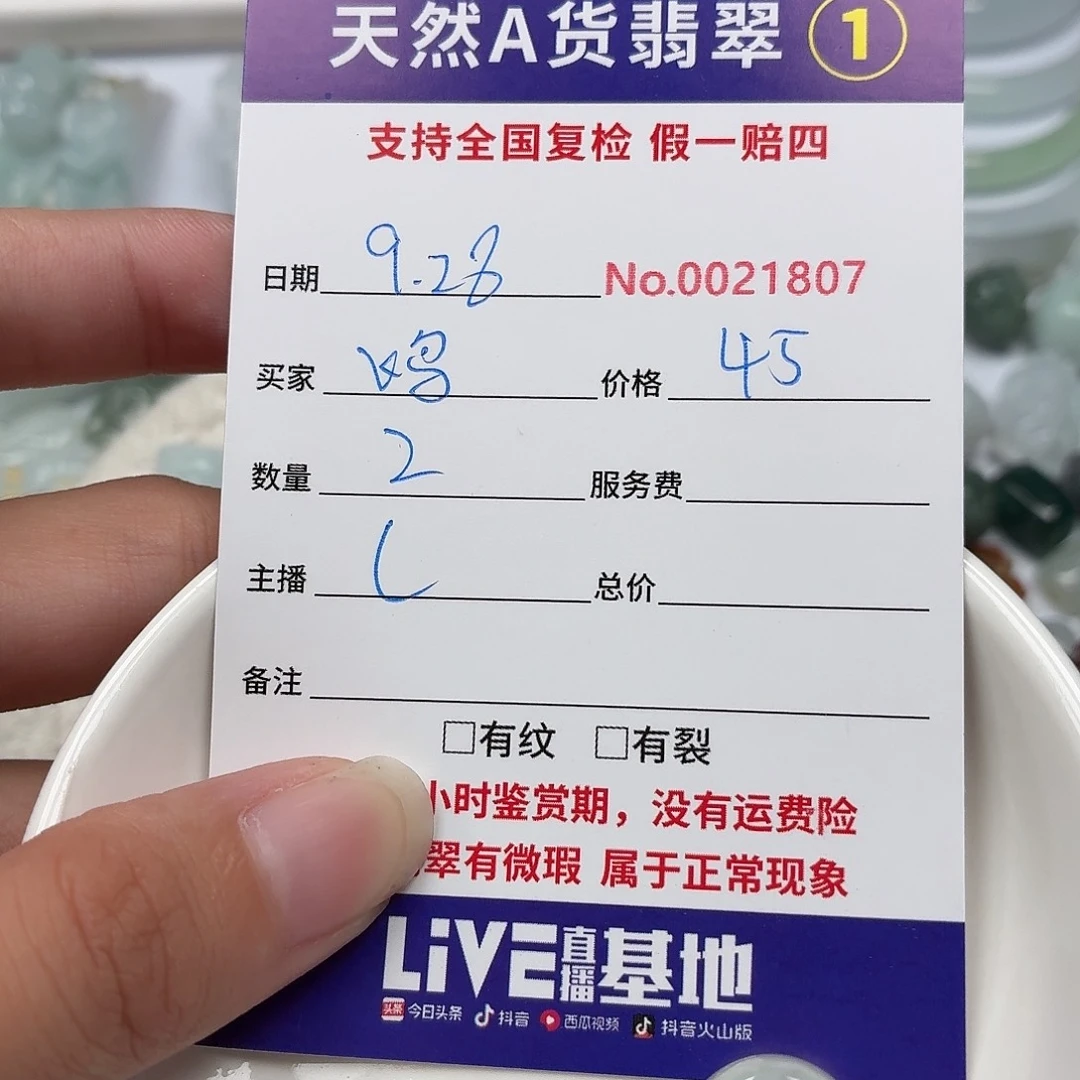 天然A货翡翠 1
支持全国复检 假一赔四
日期 9.28 No.0021807
买家 价格 45
数量 2 服务费
主播 L 总价
备注
□有纹 □有裂
小时鉴赏期，没有运费险
翠有微瑕 属于正常现象
LiVE直播基地
头条 今日头条 抖音 西瓜视频 抖音火山版